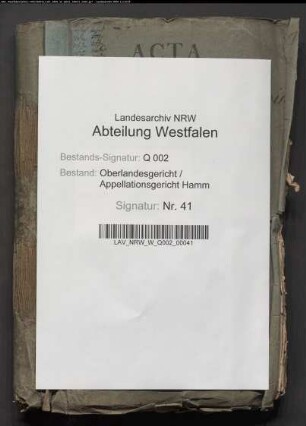 ACTA
Landesarchiv NRW
Abteilung Westfalen
Bestands-Signatur: Q 002
Bestand: Oberlandesgericht /
Appellationsgericht Hamm
Signatur: Nr. 41
LAV_NRW_W_Q002_00041